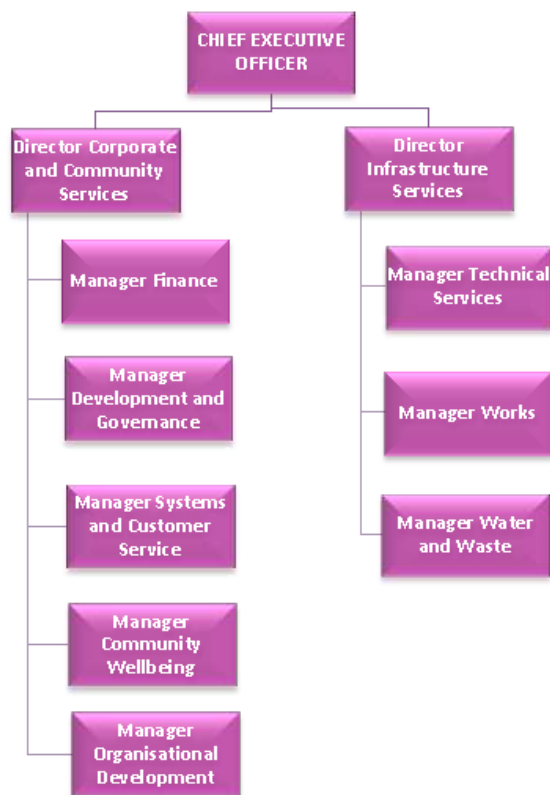 CHIEF EXECUTIVE
OFFICER
Director Corporate
and Community
Services
Director
Infrastructure
Services
Manager Finance
Manager
Development and
Governance
Manager Systems
and Customer
Service
Manager
Community
Wellbeing
Manager
Organisational
Development
Manager Technical
Services
Manager Works
Manager Water
and Waste